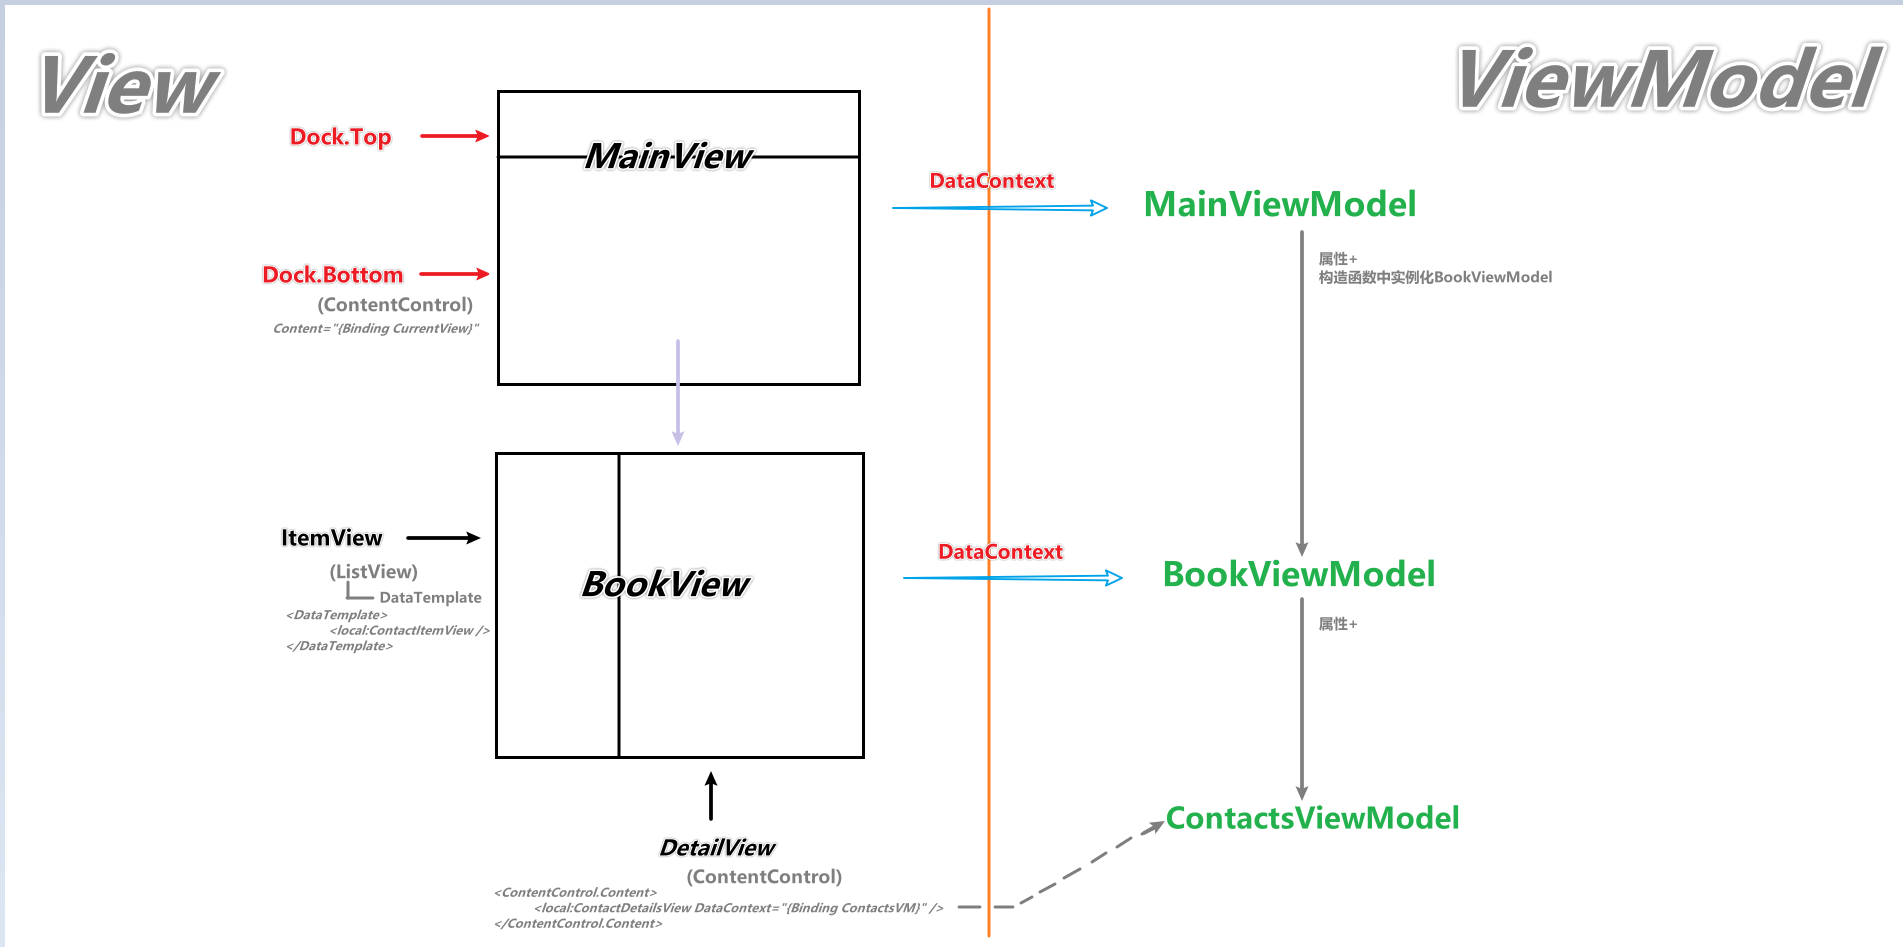 View
ViewModel
Dock.Top
MainView
DataContext
MainViewModel
Dock.Bottom
(ContentControl)
Content="{Binding CurrentView}"
属性+
构造函数中实例化BookViewModel
ItemView
(ListView)
DataTemplate
<DataTemplate>
<local:ContactItemView />
</DataTemplate>
BookView
DataContext
BookViewModel
属性+
ContactsViewModel
DetailView
(ContentControl)
<ContentControl.Content>
<local:ContactDetailsView DataContext="{Binding ContactsVM}" />
</ContentControl.Content>